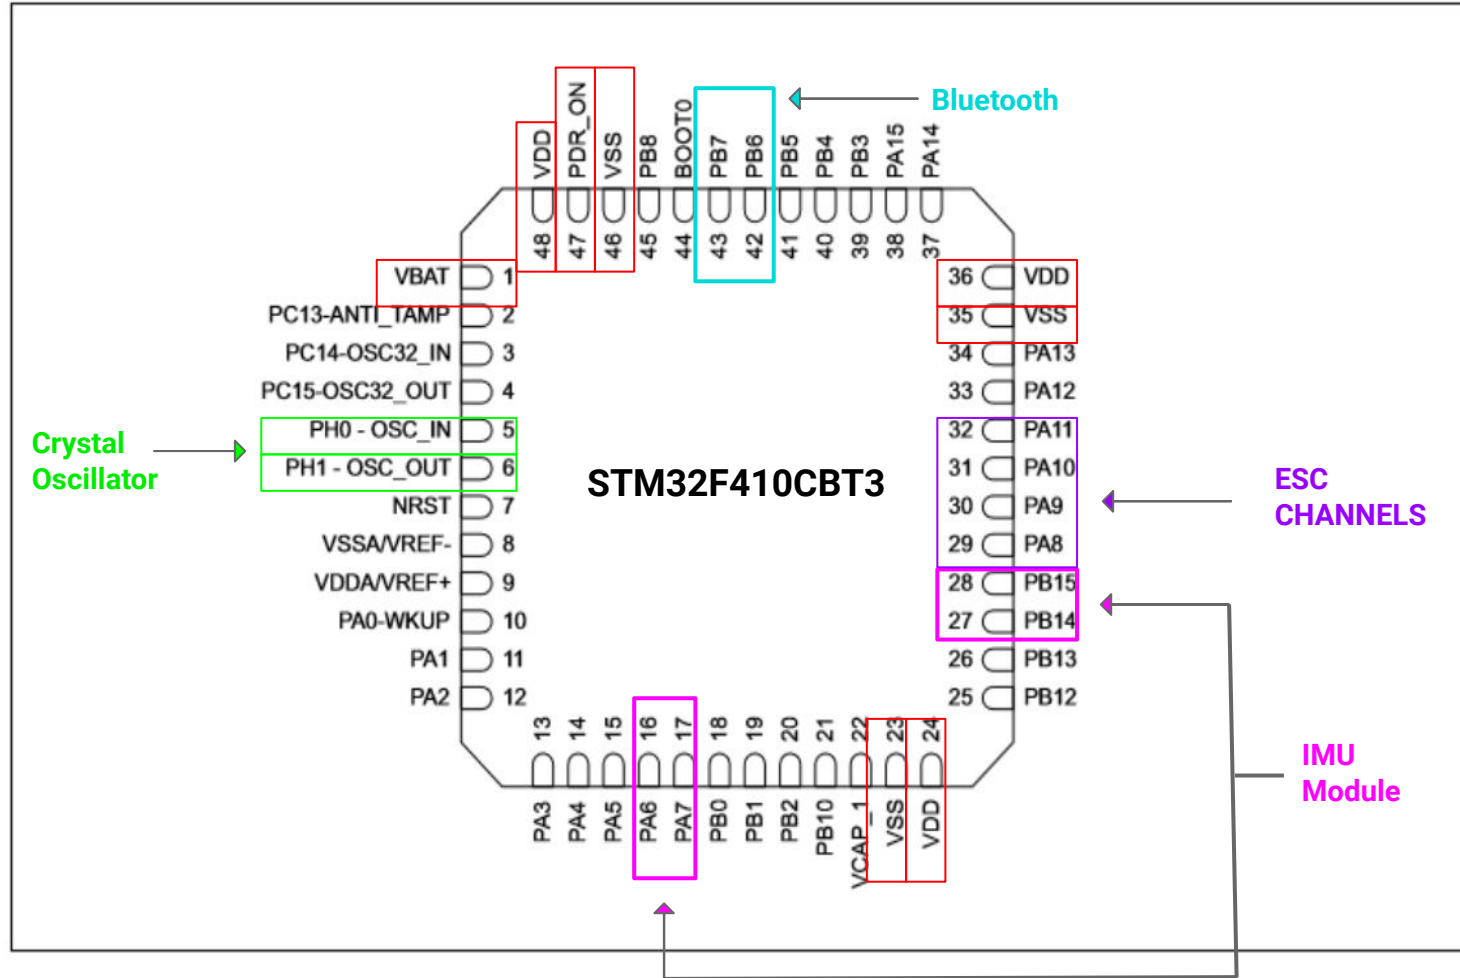 Bluetooth
VDD
PDR_ON
VSS
PB8
BOOT0
PB7
PB6
PB5
PB4
PB3
PA15
PA14
48
47
46
45
44
43
42
41
40
39
38
37
VBAT 1
PC13-ANTI_TAMP 2
PC14-OSC32_IN 3
PC15-OSC32_OUT 4
PH0 - OSC_IN 5
PH1 - OSC_OUT 6
NRST 7
VSSA/VREF- 8
VDDA/VREF+ 9
PA0-WKUP 10
PA1 11
PA2 12
Crystal
Oscillator
STM32F410CBT3
36 VDD
35 VSS
34 PA13
33 PA12
32 PA11
31 PA10
30 PA9
29 PA8
28 PB15
27 PB14
26 PB13
25 PB12
ESC
CHANNELS
IMU
Module
13
14
15
16
17
18
19
20
21
22
23
24
PA3
PA4
PA5
PA6
PA7
PB0
PB1
PB2
PB10
VCAP_1
VSS
VDD